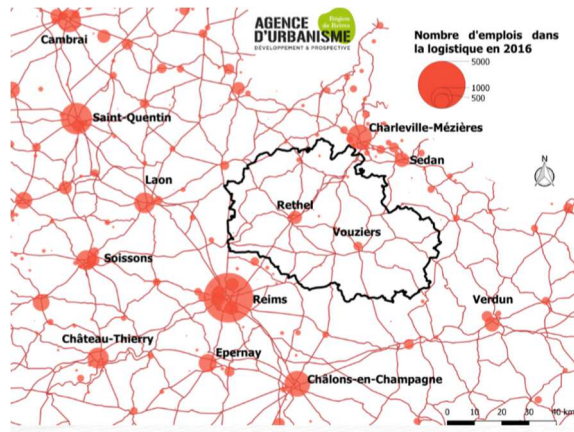 AGENCE
D'URBANISME
Région
de Reims
DÉVELOPPEMENT & PROSPECTIVE
Nombre d'emplois dans
la logistique en 2016
5000
1000
500
Cambrai
Saint-Quentin
Charleville-Mézières
Sedan
N
Laon
Rethel
Vouziers
Soissons
Reims
Verdun
Château-Thierry
Epernay
Châlons-en-Champagne
0 10 20 30 40 km